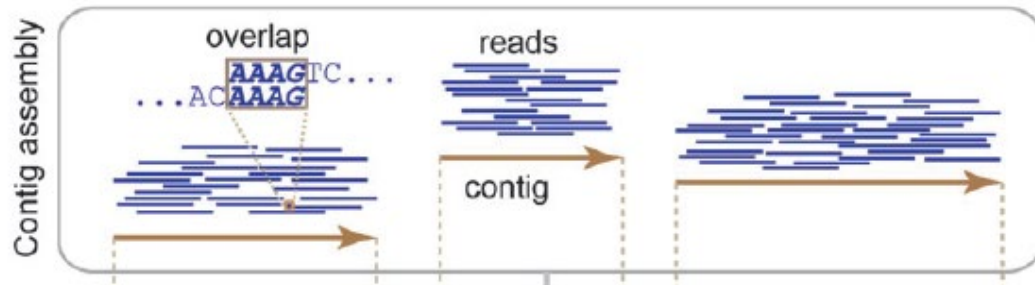 Contig assembly
overlap
AAAGTC...
...ACAAAG
reads
contig